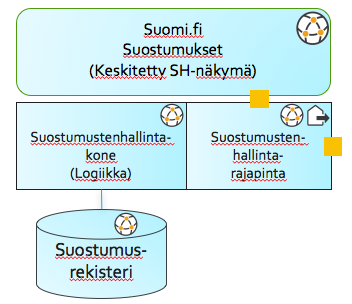 Suomi.fi
Suostumukset
(Keskitetty SH-näkymä)
Suostumustenhallinta-
kone
(Logiikka)
Suostumusten-
hallinta-
rajapinta
Suostumus-
rekisteri